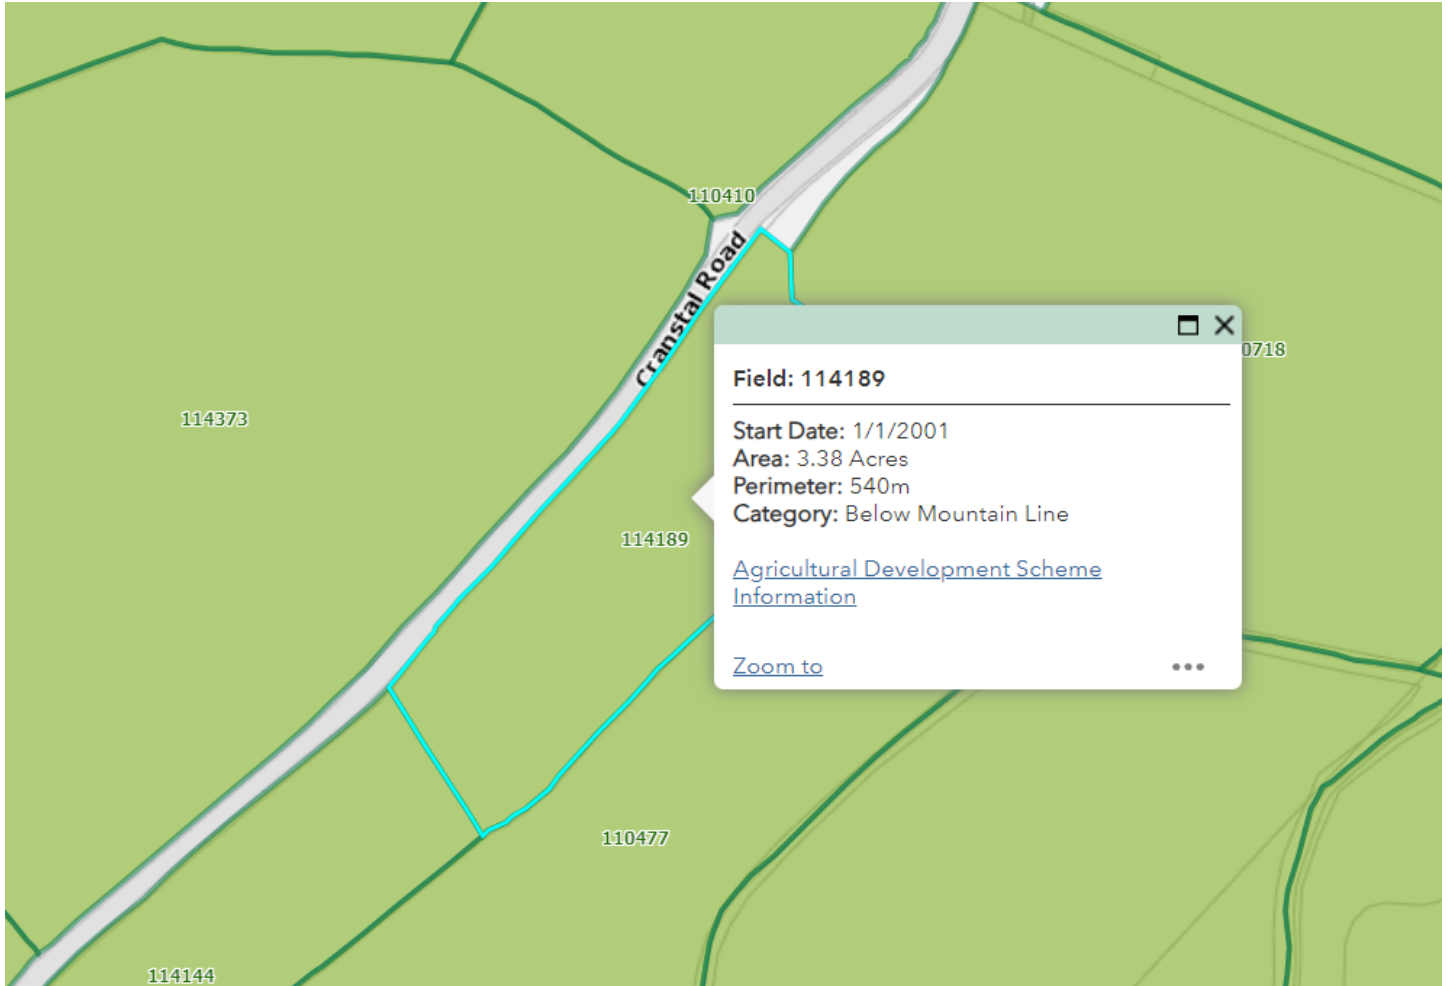 110410
Cranstal Road
0718
114373
Field: 114189
Start Date: 1/1/2001
Area: 3.38 Acres
Perimeter: 540m
Category: Below Mountain Line
114189
Agricultural Development Scheme
Information
Zoom to
110477
114144